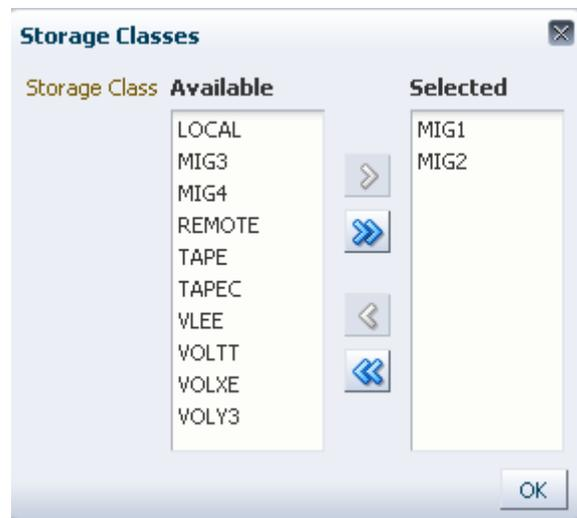 Storage Classes
Storage Class Available Selected
LOCAL MIG1
MIG3 MIG2
MIG4
REMOTE
TAPE
TAPEC
VLEE
VOLTT
VOLXE
VOLY3
OK